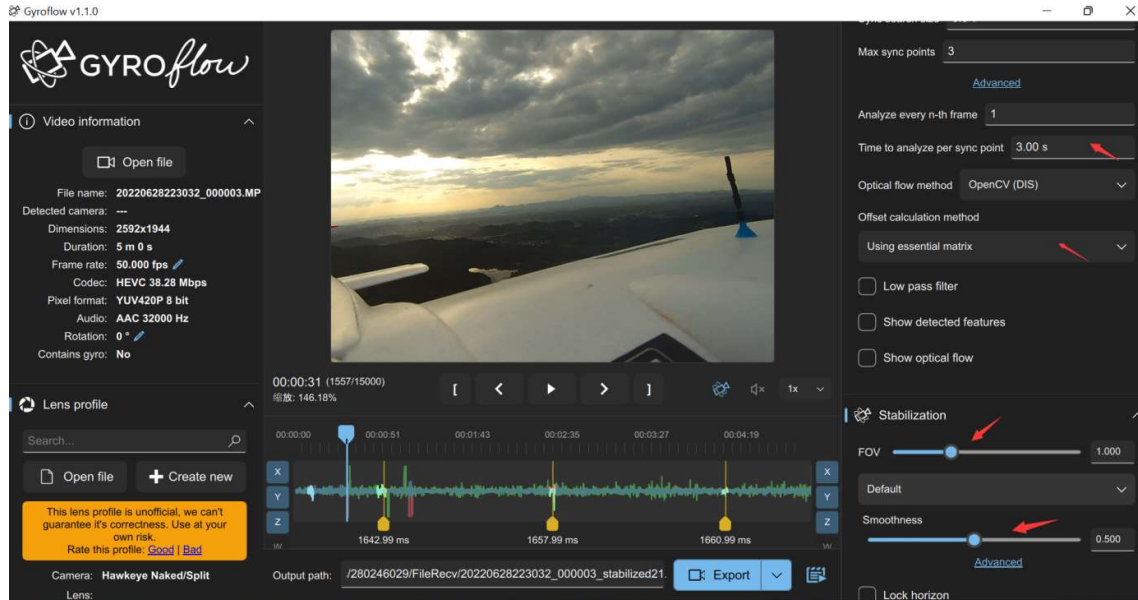 Gyroflow v1.1.0
GYROflow
Video information
Open file
File name: 20220628223032_000003.MP
Detected camera: ---
Dimensions: 2592x1944
Duration: 5 m 0 s
Frame rate: 50.000 fps
Codec: HEVC 38.28 Mbps
Pixel format: YUV420P 8 bit
Audio: AAC 32000 Hz
Rotation: 0 °
Contains gyro: No
Lens profile
Search...
Open file
Create new
This lens profile is unofficial, we can't
guarantee it's correctness. Use at your
own risk.
Rate this profile: Good | Bad
Camera: Hawkeye Naked/Split
Lens:
00:00:31 (1557/15000)
缩放: 146.18%
[ ]
1x
00:00:00 00:00:51 00:01:43 00:02:35 00:03:27 00:04:19
X X
Y Y
Z Z
W W
1642.99 ms 1657.99 ms 1660.99 ms
Output path: /280246029/FileRecv/20220628223032_000003_stabilized21.
Export
Max sync points 3
Advanced
Analyze every n-th frame 1
Time to analyze per sync point 3.00 s
Optical flow method OpenCV (DIS)
Offset calculation method
Using essential matrix
Low pass filter
Show detected features
Show optical flow
Stabilization
FOV 1.000
Default
Smoothness
0.500
Advanced
Lock horizon